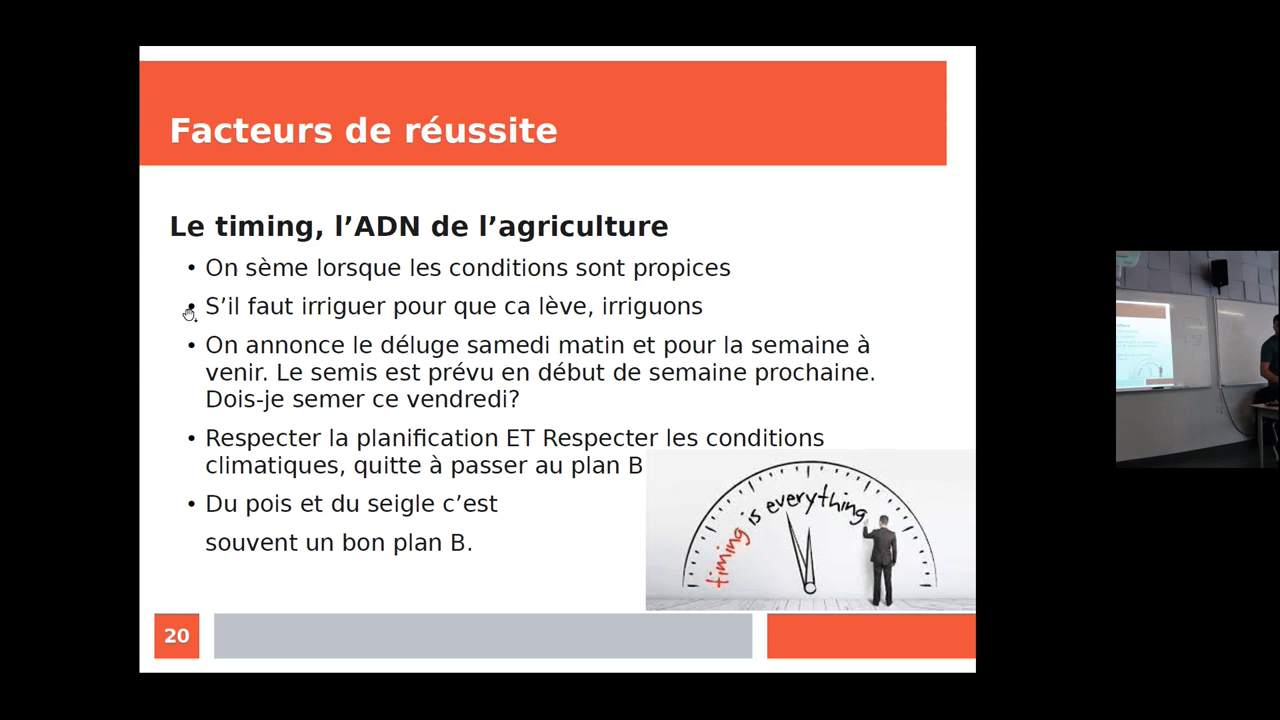 Facteurs de réussite
Le timing, l’ADN de l’agriculture
• On sème lorsque les conditions sont propices
• S’il faut irriguer pour que ca lève, irriguons
• On annonce le déluge samedi matin et pour la semaine à
venir. Le semis est prévu en début de semaine prochaine.
Dois-je semer ce vendredi?
• Respecter la planification ET Respecter les conditions
climatiques, quitte à passer au plan B
• Du pois et du seigle c’est
souvent un bon plan B.
timing is everything
20